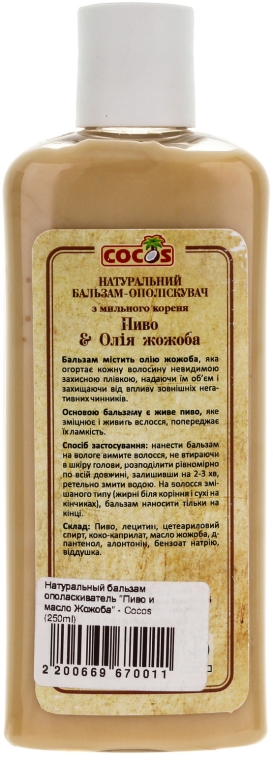 COCOS
НАТУРАЛЬНИЙ
БАЛЬЗАМ-ОПОЛІСКУВАЧ
з мильного кореня
Пиво
& Олія жожоба
Бальзам містить олію жожоба, яка
огортає кожну волосину невидимою
захисною плівкою, надаючи їм об'єм і
захищаючи від впливу зовнішніх нега-
тивних чинників.
Основою бальзаму є живе пиво, яке
зміцнює і живить волосся, попереджає
їх ламкість.
Спосіб застосування: нанести бальзам
на вологе вимите волосся, не втираючи
в шкіру голови, розподілити рівномірно
по всій довжині, залишивши на 2-3 хв,
ретельно змити водою. На волосся змі-
шаного типу (жирні біля коріння і сухі на
кінчиках), бальзам наносити тільки на
кінці.
Склад: Пиво, лецитин, цетеариловий
спирт, коко-каприлат, масло жожоба, д-
пантенол, алонтоін, бензоат натрію,
віддушка.
Натуральный бальзам
ополаскиватель "Пиво и
масло Жожоба" - Cocos
(250ml)
2 200669 670011